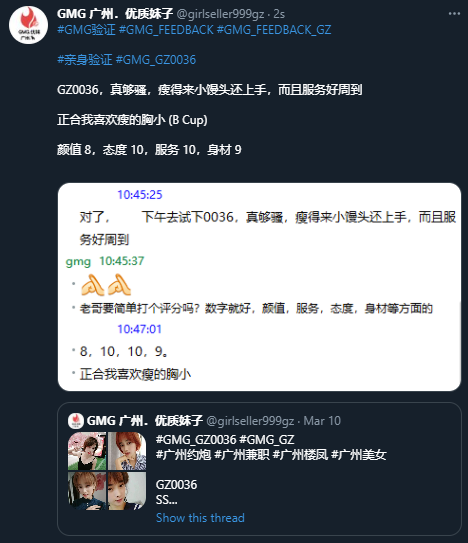 GMG 广州．优质妹子 @girlseller999gz · 2s
#GMG验证 #GMG_FEEDBACK #GMG_FEEDBACK_GZ
#亲身验证 #GMG_GZ0036
GZ0036，真够骚，瘦得来小馒头还上手，而且服务好周到
正合我喜欢瘦的胸小 (B Cup)
颜值 8，态度 10，服务 10，身材 9
10:45:25
对了， 下午去试下0036，真够骚，瘦得来小馒头还上手，而且服
务好周到
gmg 10:45:37
老哥要简单打个评分吗？数字就好，颜值，服务，态度，身材等方面的
10:47:01
8，10，10，9。
正合我喜欢瘦的胸小
GMG 广州．优质妹子 @girlseller999gz · Mar 10
#GMG_GZ0036 #GMG_GZ
#广州约炮 #广州兼职 #广州楼凤 #广州美女
GZ0036
SS...
Show this thread